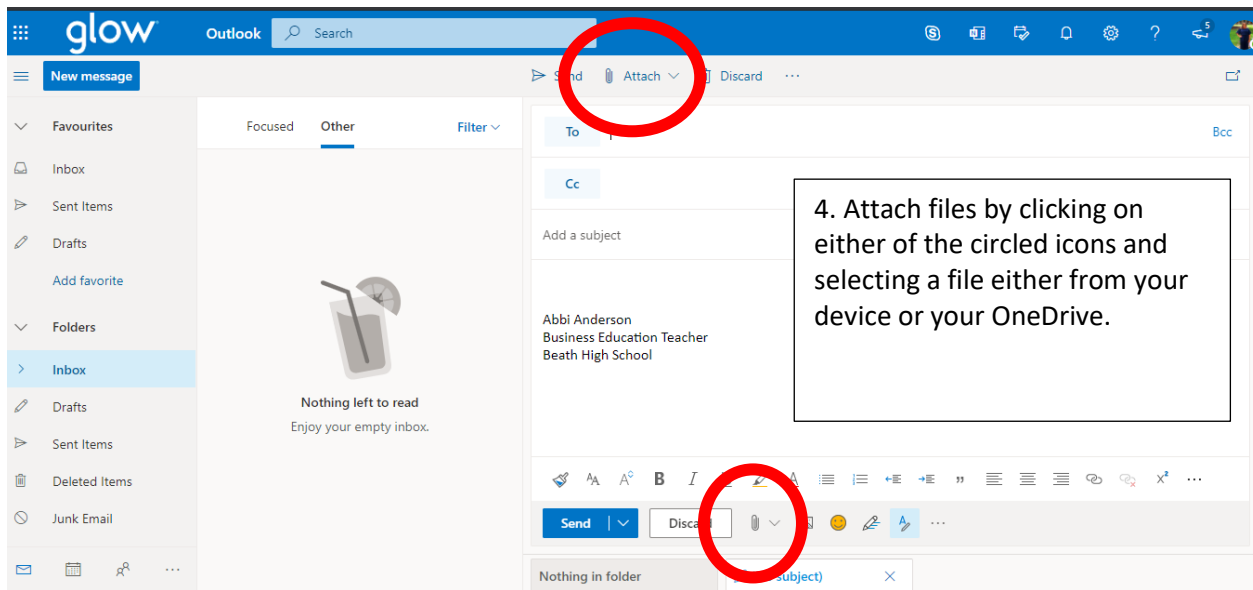 glow Outlook Search 5
New message Send Attach Discard ...
Favourites Focused Other Filter To Bcc
Inbox
Cc
Sent Items
4. Attach files by clicking on
either of the circled icons and
selecting a file either from your
device or your OneDrive.
Add a subject
Drafts
Add favorite
Abbi Anderson
Business Education Teacher
Beath High School
Folders
Inbox
Drafts Nothing left to read
Enjoy your empty inbox.
Sent Items
Deleted Items
Junk Email
Send Discard
Nothing in folder subject)